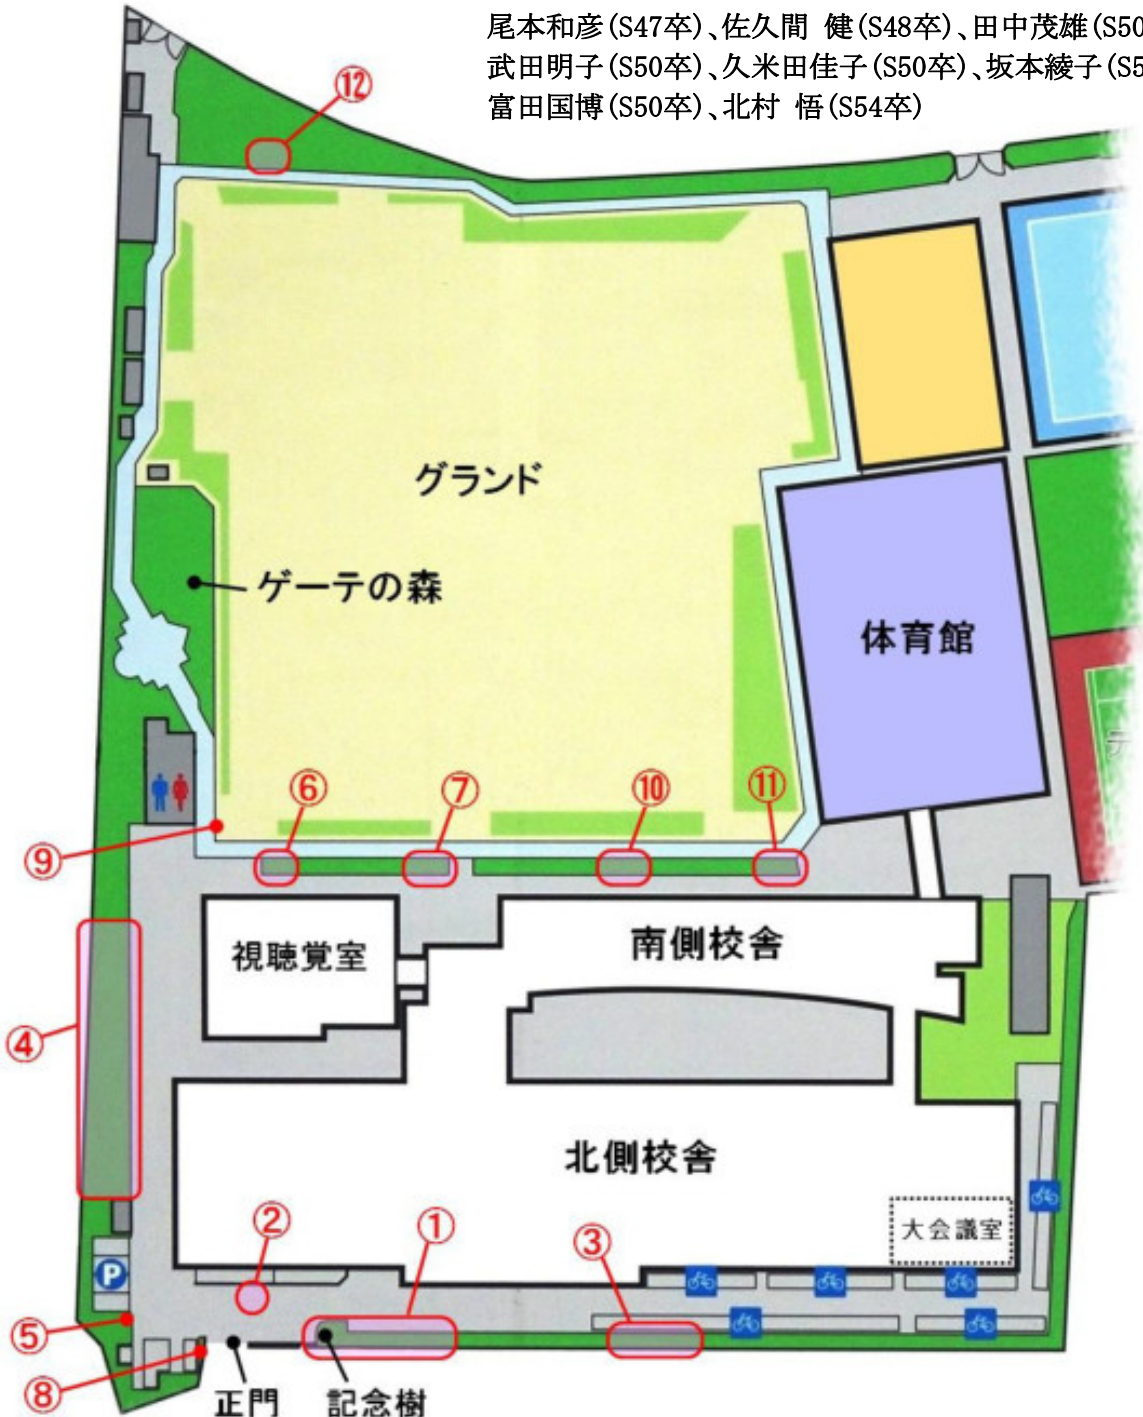 尾本和彦(S47卒)、佐久間 健(S48卒)、田中茂雄(S50
武田明子(S50卒)、久米田佳子(S50卒)、坂本綾子(S5
富田国博(S50卒)、北村 悟(S54卒)
⑫
グランド
ゲーテの森
体育館
テ
⑥
⑦
⑩
⑪
⑨
視聴覚室
南側校舎
④
北側校舎
大会議室
②
①
③
P
⑤
⑧
正門
記念樹